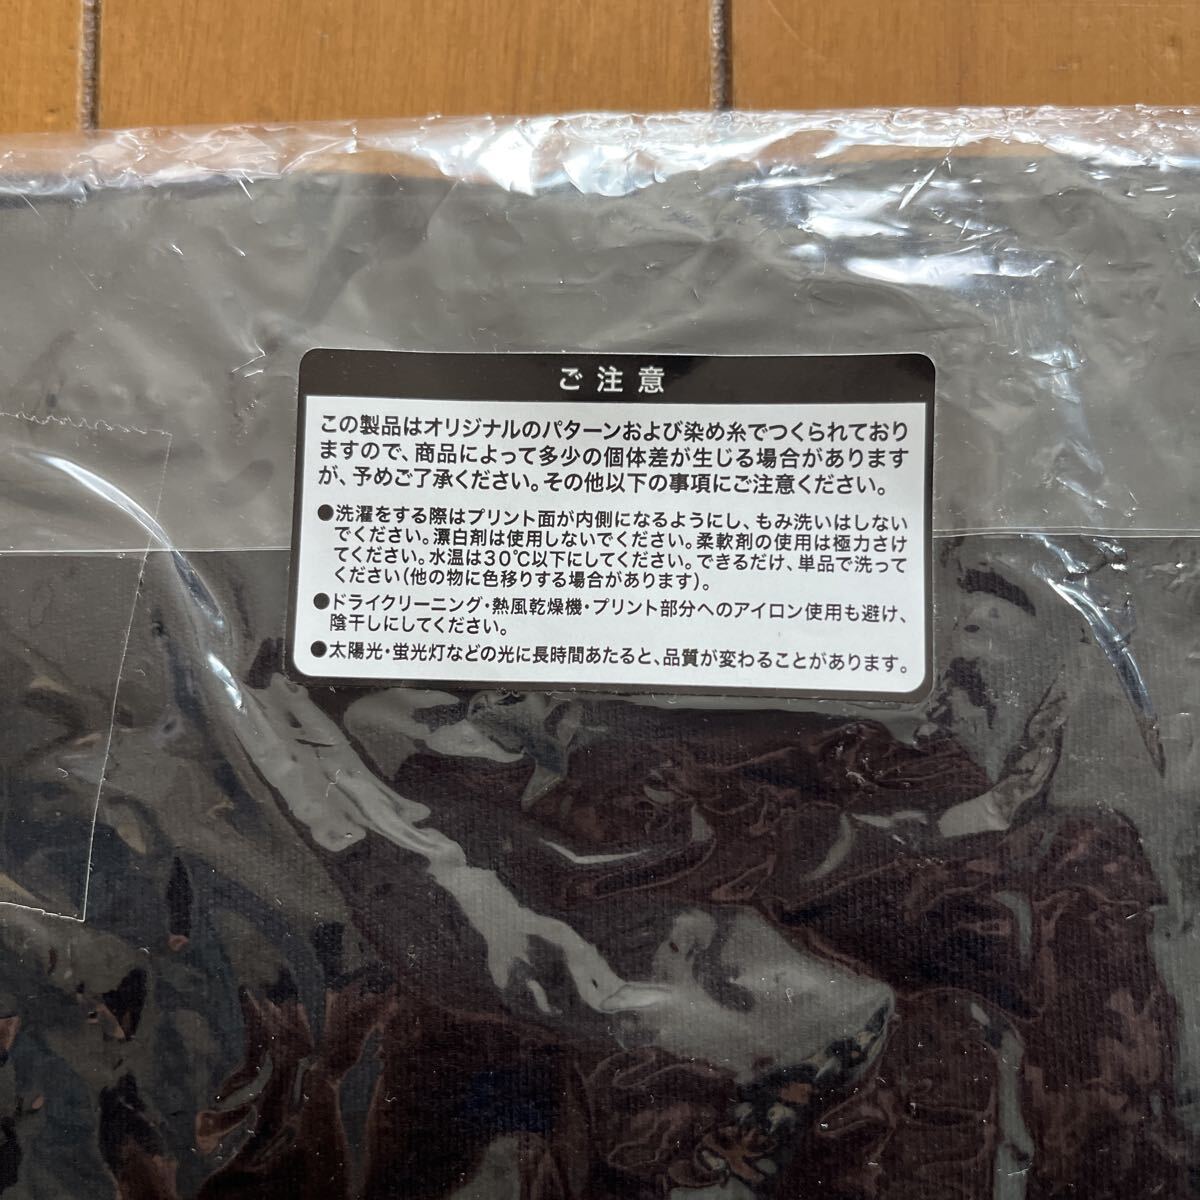 ご注意
この製品はオリジナルのパターンおよび染め糸でつくられており
ますので、商品によって多少の個体差が生じる場合があります
が、予めご了承ください。その他以下の事項にご注意ください。
●洗濯をする際はプリント面が内側になるようにし、もみ洗いはしない
でください。漂白剤は使用しないでください。柔軟剤の使用は極力さけ
てください。水温は30℃以下にしてください。できるだけ、単品で洗って
ください(他の物に色移りする場合があります)。
●ドライクリーニング・熱風乾燥機・プリント部分へのアイロン使用も避け、
陰干しにしてください。
●太陽光・蛍光灯などの光に長時間あたると、品質が変わることがあります。